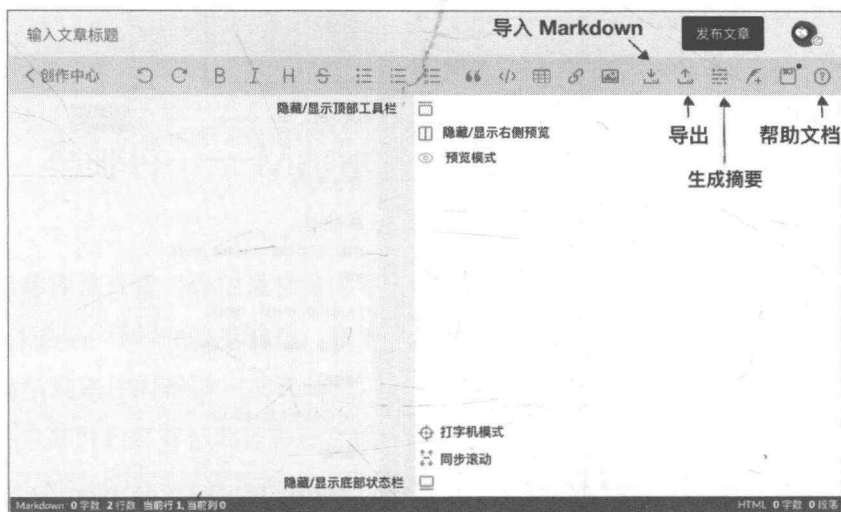 输入文章标题
导入 Markdown
发布文章
创作中心
B I H S
隐藏/显示顶部工具栏
隐藏/显示右侧预览
预览模式
导出
帮助文档
生成摘要
打字机模式
同步滚动
隐藏/显示底部状态栏
Markdown 0 字数 2 行数 当前行 1, 当前列 0
HTML 0 字数 0 段落